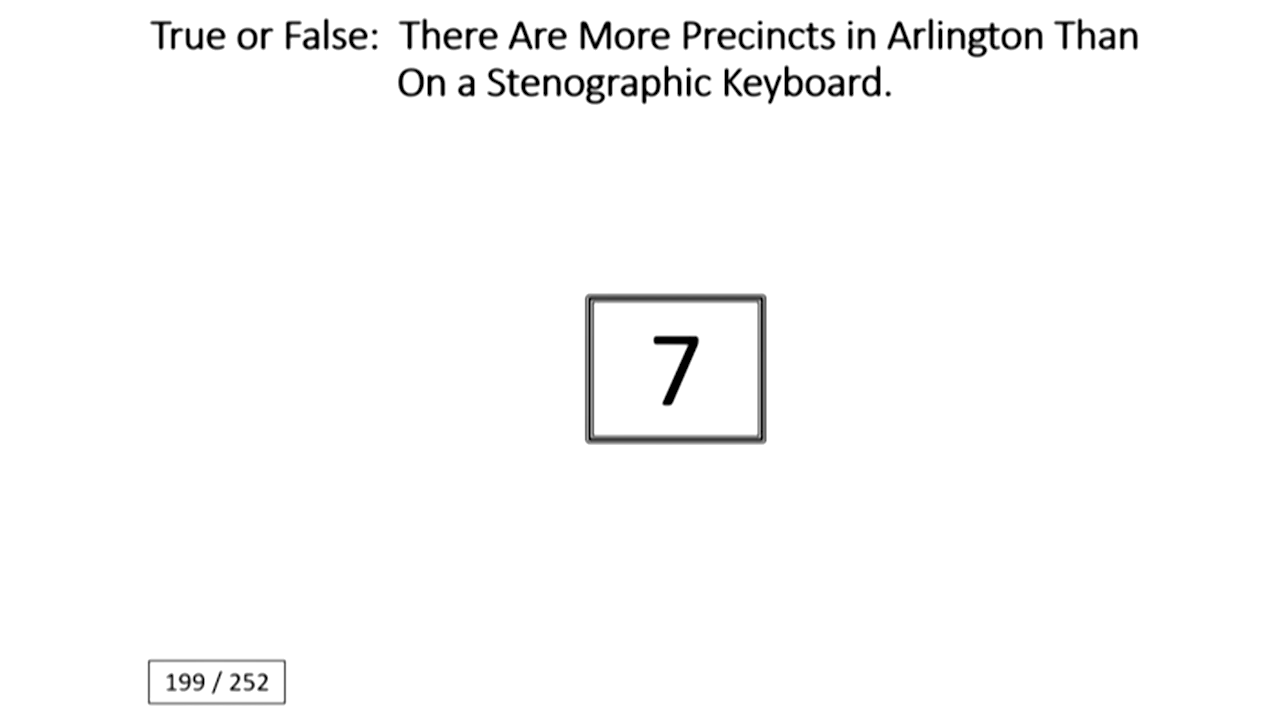 True or False: There Are More Precincts in Arlington Than
On a Stenographic Keyboard.
7
199 / 252